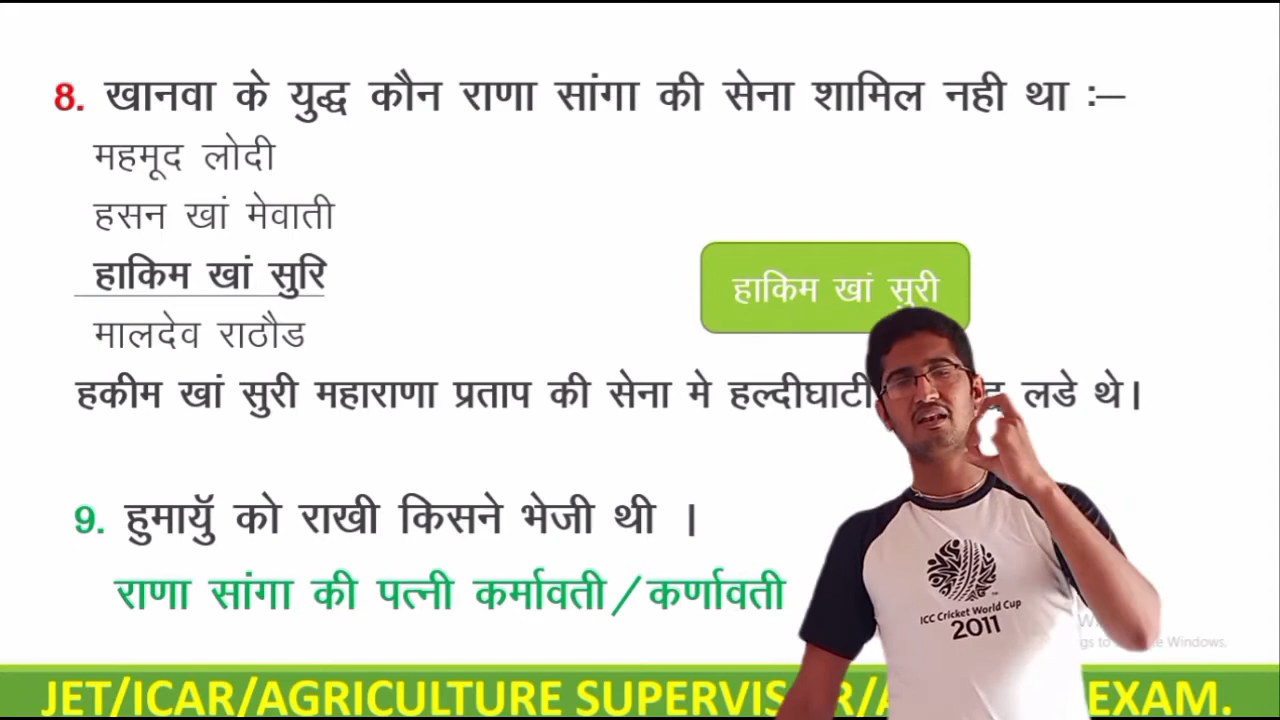 8. खानवा के युद्ध कौन राणा सांगा की सेना शामिल नही था :–
महमूद लोदी
हसन खां मेवाती
हाकिम खां सुरि
हाकिम खां सुरी
मालदेव राठौड
हकीम खां सुरी महाराणा प्रताप की सेना मे हल्दीघाटी लडे थे।
9. हुमायुॅ को राखी किसने भेजी थी ।
राणा सांगा की पत्नी कर्मावती/कर्णावती
ICC Cricket World Cup
2011
Windows.
JET/ICAR/AGRICULTURE EXAM.